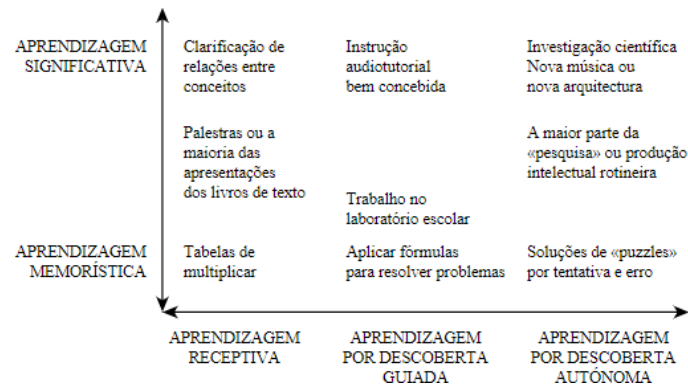 APRENDIZAGEM
SIGNIFICATIVA
Clarificação de
relações entre
conceitos
Instrução
audiotutorial
bem concebida
Investigação científica
Nova música ou
nova arquitectura
Palestras ou a
maioria das
apresentações
dos livros de texto
A maior parte da
«pesquisa» ou produção
intelectual rotineira
Trabalho no
laboratório escolar
APRENDIZAGEM
MEMORÍSTICA
Tabelas de
multiplicar
Aplicar fórmulas
para resolver problemas
Soluções de «puzzles»
por tentativa e erro
APRENDIZAGEM
RECEPTIVA
APRENDIZAGEM
POR DESCOBERTA
GUIADA
APRENDIZAGEM
POR DESCOBERTA
AUTÓNOMA